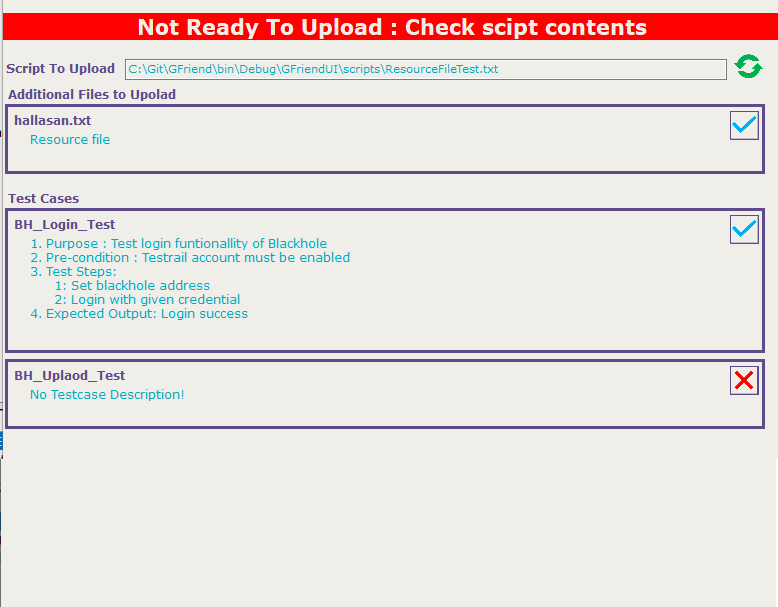 Not Ready To Upload : Check scipt contents
Script To Upload C:\Git\GFriend\bin\Debug\GFriendUI\scripts\ResourceFileTest.txt
Additional Files to Upolad
hallasan.txt
Resource file
Test Cases
BH_Login_Test
1. Purpose : Test login funtionallity of Blackhole
2. Pre-condition : Testrail account must be enabled
3. Test Steps:
1: Set blackhole address
2: Login with given credential
4. Expected Output: Login success
BH_Uplaod_Test
No Testcase Description!